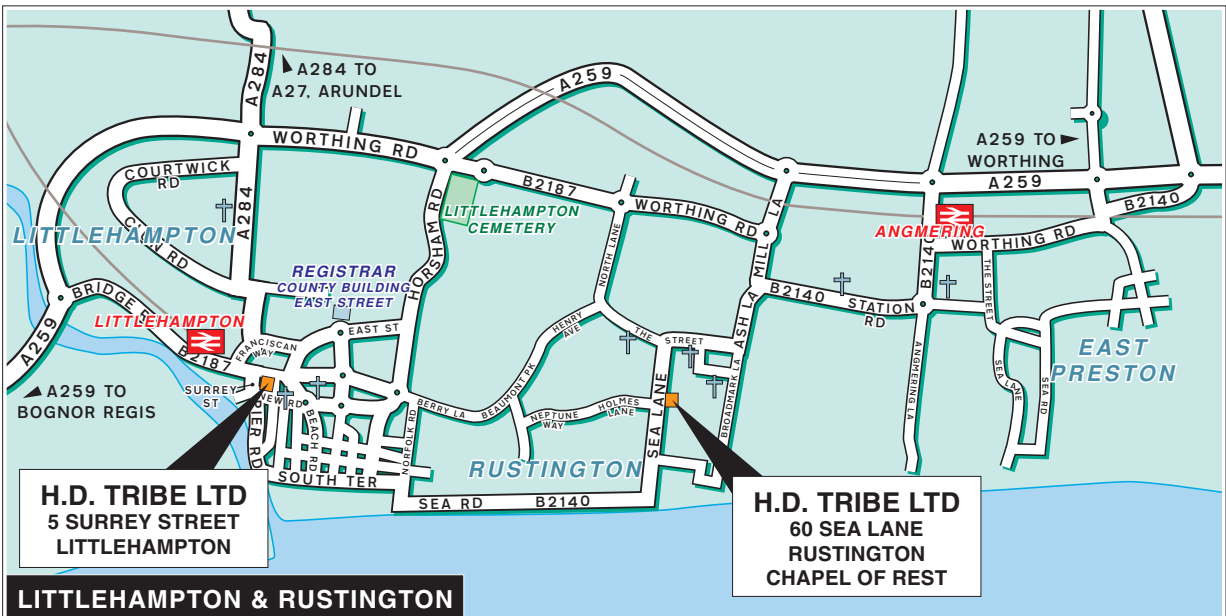 A284
A284 TO
A27, ARUNDEL
A259
WORTHING RD
A259 TO
WORTHING
COURTWICK
RD
A284
B2187
A259
LITTLEHAMPTON
CEMETERY
WORTHING RD
MILL LA
B2140
LITTLEHAMPTON
HORSHAM RD
ANGMERING
WORTHING RD
REGISTRAR
COUNTY BUILDING
EAST STREET
NORTH LANE
B2140
THE STREET
BRIDGE
B2140 STATION
RD
LITTLEHAMPTON
A259
B2187
FRANCISCAN
WAY
EAST ST
HENRY
AVE
THE STREET
ASH LA
ANGMERING LA
EAST
PRESTON
A259 TO
BOGNOR REGIS
SURREY
ST
NEW RD
BEACH RD
PIER RD
NORFOLK RD
BERRY LA
BEAUMONT PK
NEPTUNE
WAY
HOLMES
LANE
SEA LANE
BROADMARK LA
SEA LANE
SEA RD
RUSTINGTON
SOUTH TER
SEA RD B2140
H.D. TRIBE LTD
5 SURREY STREET
LITTLEHAMPTON
H.D. TRIBE LTD
60 SEA LANE
RUSTINGTON
CHAPEL OF REST
LITTLEHAMPTON & RUSTINGTON